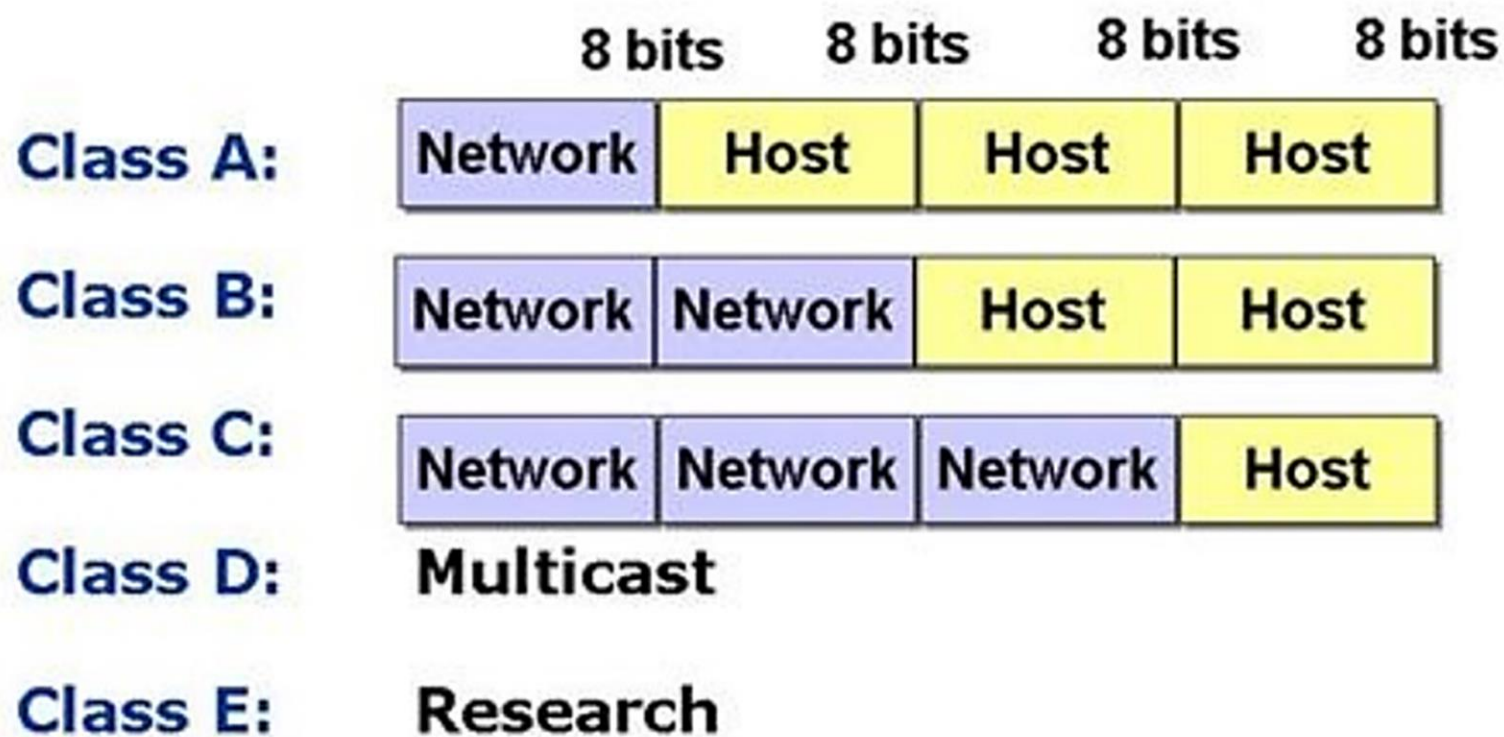 8 bits 8 bits 8 bits 8 bits
Class A: Network Host Host Host
Class B: Network Network Host Host
Class C: Network Network Network Host
Class D: Multicast
Class E: Research